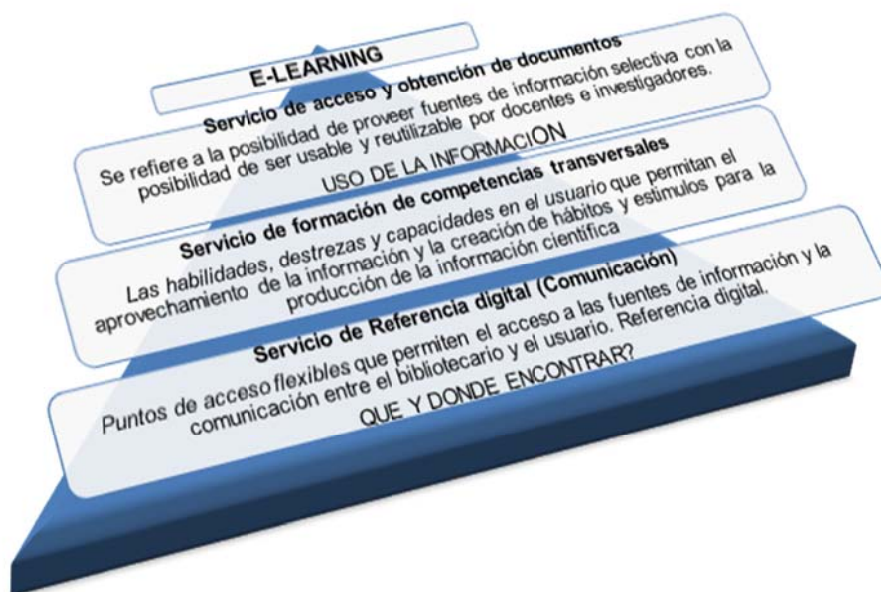 E-LEARNING
Servicio de acceso y obtención de documentos
Se refiere a la posibilidad de proveer fuentes de información selectiva con la
posibilidad de ser usable y reutilizable por docentes e investigadores.
USO DE LA INFORMACION
Servicio de formación de competencias transversales
Las habilidades, destrezas y capacidades en el usuario que permitan el
aprovechamiento de la información y la creación de hábitos y estimulos para la
producción de la información científica
Servicio de Referencia digital (Comunicación)
Puntos de acceso flexibles que permiten el acceso a las fuentes de información y la
comunicación entre el bibliotecario y el usuario. Referencia digital.
QUE Y DONDE ENCONTRAR?